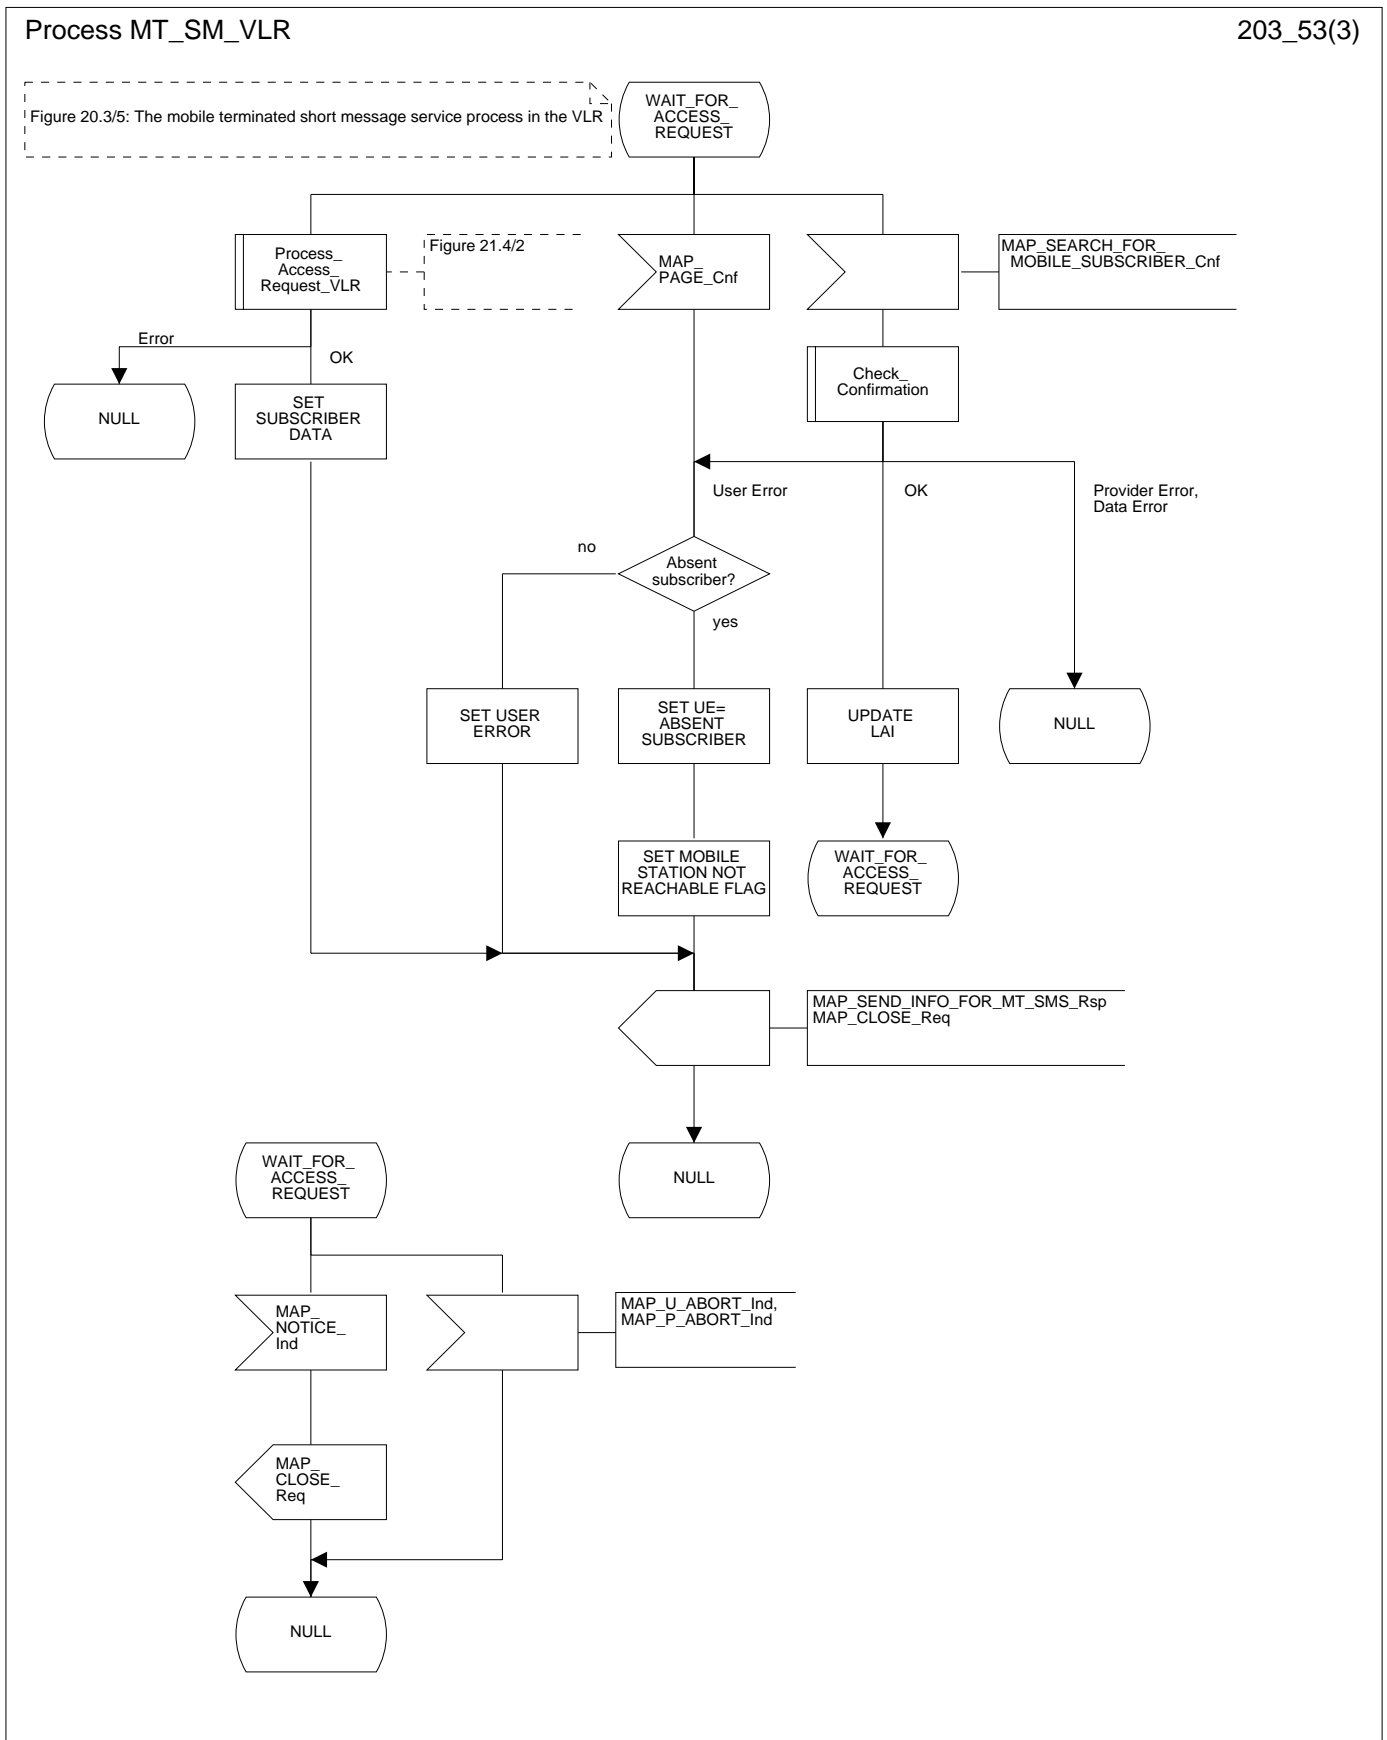 Process MT_SM_VLR
203_53(3)
Figure 20.3/5: The mobile terminated short message service process in the VLR
WAIT_FOR_
ACCESS_
REQUEST
Process_
Access_
Request_VLR
Figure 21.4/2
MAP_
PAGE_Cnf
MAP_SEARCH_FOR_
MOBILE_SUBSCRIBER_Cnf
Error
OK
NULL
SET
SUBSCRIBER
DATA
Check_
Confirmation
User Error
OK
Provider Error,
Data Error
no
Absent
subscriber?
yes
SET USER
ERROR
SET UE=
ABSENT
SUBSCRIBER
UPDATE
LAI
NULL
SET MOBILE
STATION NOT
REACHABLE FLAG
WAIT_FOR_
ACCESS_
REQUEST
MAP_SEND_INFO_FOR_MT_SMS_Rsp
MAP_CLOSE_Req
WAIT_FOR_
ACCESS_
REQUEST
NULL
MAP_
NOTICE_
Ind
MAP_U_ABORT_Ind,
MAP_P_ABORT_Ind
MAP_
CLOSE_
Req
NULL